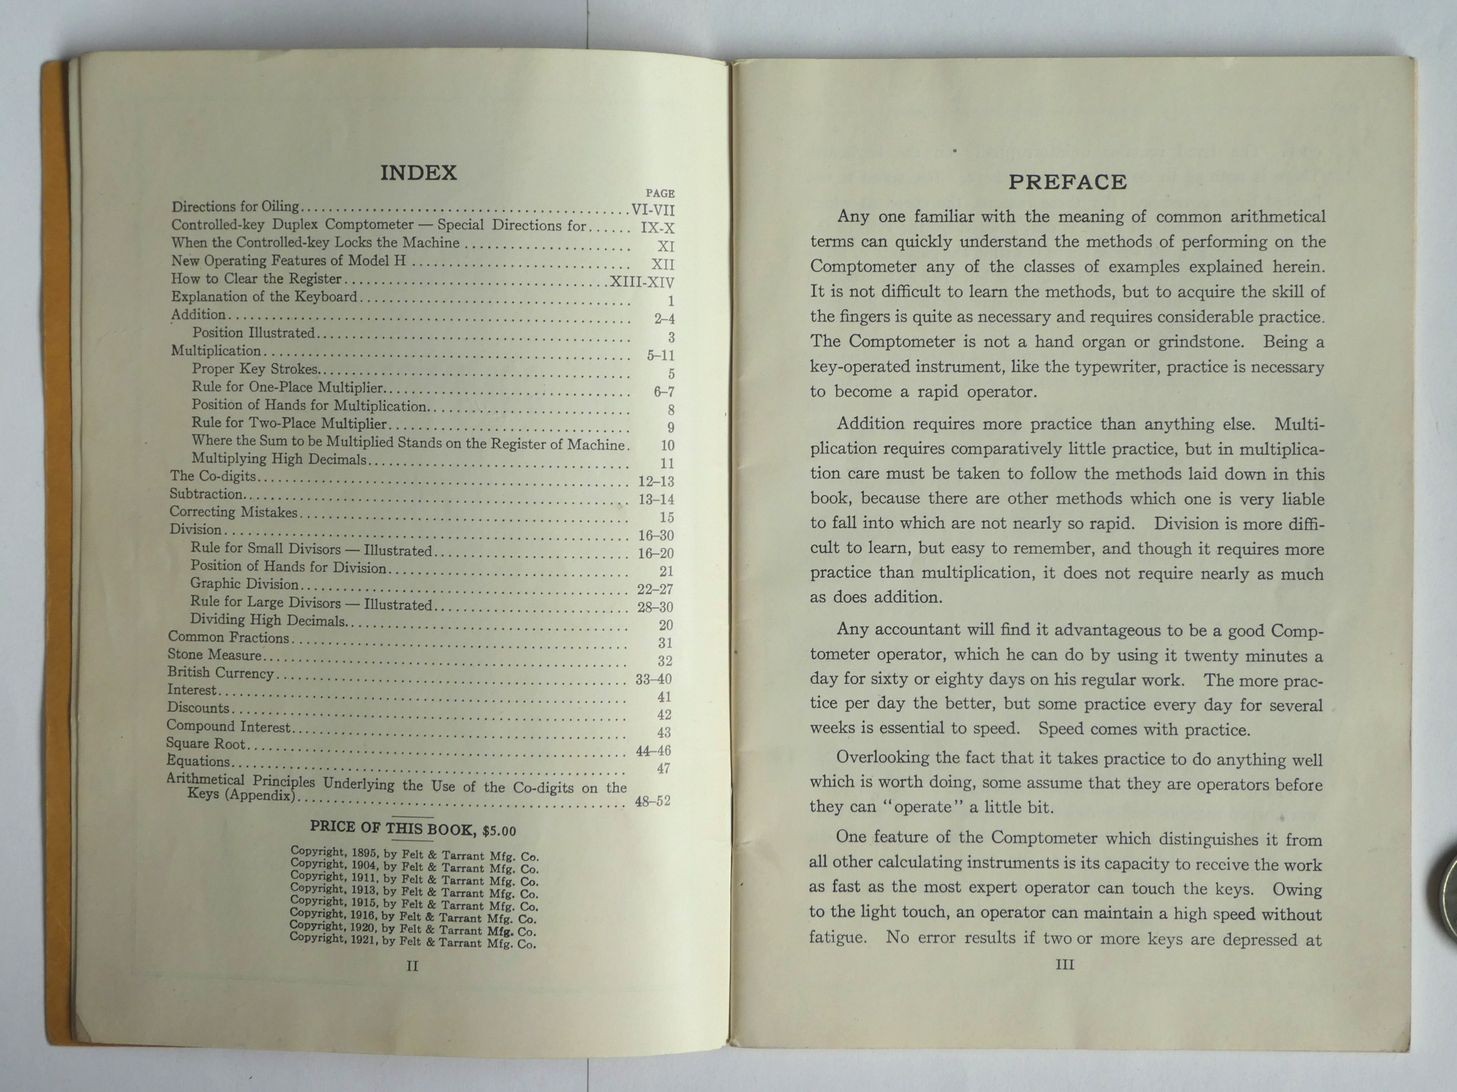 INDEX
PAGE
Directions for Oiling................................................VI-VII
Controlled-key Duplex Comptometer — Special Directions for...... IX-X
When the Controlled-key Locks the Machine........................ XI
New Operating Features of Model H................................ XII
How to Clear the Register......................................XIII-XIV
Explanation of the Keyboard....................................... 1
Addition.......................................................... 2–4
Position Illustrated.............................................. 3
Multiplication.................................................... 5–11
Proper Key Strokes................................................ 5
Rule for One-Place Multiplier..................................... 6–7
Position of Hands for Multiplication.............................. 8
Rule for Two-Place Multiplier..................................... 9
Where the Sum to be Multiplied Stands on the Register of Machine. 10
Multiplying High Decimals......................................... 11
The Co-digits..................................................... 12–13
Subtraction....................................................... 13–14
Correcting Mistakes............................................... 15
Division.......................................................... 16–30
Rule for Small Divisors — Illustrated............................. 16–20
Position of Hands for Division.................................... 21
Graphic Division.................................................. 22–27
Rule for Large Divisors — Illustrated............................. 28–30
Dividing High Decimals............................................ 20
Common Fractions.................................................. 31
Stone Measure..................................................... 32
British Currency.................................................. 33–40
Interest.......................................................... 41
Discounts......................................................... 42
Compound Interest................................................. 43
Square Root....................................................... 44–46
Equations......................................................... 47
Arithmetical Principles Underlying the Use of the Co-digits on the
Keys (Appendix)................................................... 48–52
PRICE OF THIS BOOK, $5.00
Copyright, 1895, by Felt & Tarrant Mfg. Co.
Copyright, 1904, by Felt & Tarrant Mfg. Co.
Copyright, 1911, by Felt & Tarrant Mfg. Co.
Copyright, 1913, by Felt & Tarrant Mfg. Co.
Copyright, 1915, by Felt & Tarrant Mfg. Co.
Copyright, 1916, by Felt & Tarrant Mfg. Co.
Copyright, 1920, by Felt & Tarrant Mfg. Co.
Copyright, 1921, by Felt & Tarrant Mfg. Co.
II
PREFACE
Any one familiar with the meaning of common arithmetical
terms can quickly understand the methods of performing on the
Comptometer any of the classes of examples explained herein.
It is not difficult to learn the methods, but to acquire the skill of
the fingers is quite as necessary and requires considerable practice.
The Comptometer is not a hand organ or grindstone. Being a
key-operated instrument, like the typewriter, practice is necessary
to become a rapid operator.
Addition requires more practice than anything else. Multi-
plication requires comparatively little practice, but in multiplica-
tion care must be taken to follow the methods laid down in this
book, because there are other methods which one is very liable
to fall into which are not nearly so rapid. Division is more diffi-
cult to learn, but easy to remember, and though it requires more
practice than multiplication, it does not require nearly as much
as does addition.
Any accountant will find it advantageous to be a good Comp-
tometer operator, which he can do by using it twenty minutes a
day for sixty or eighty days on his regular work. The more prac-
tice per day the better, but some practice every day for several
weeks is essential to speed. Speed comes with practice.
Overlooking the fact that it takes practice to do anything well
which is worth doing, some assume that they are operators before
they can "operate" a little bit.
One feature of the Comptometer which distinguishes it from
all other calculating instruments is its capacity to receive the work
as fast as the most expert operator can touch the keys. Owing
to the light touch, an operator can maintain a high speed without
fatigue. No error results if two or more keys are depressed at
III